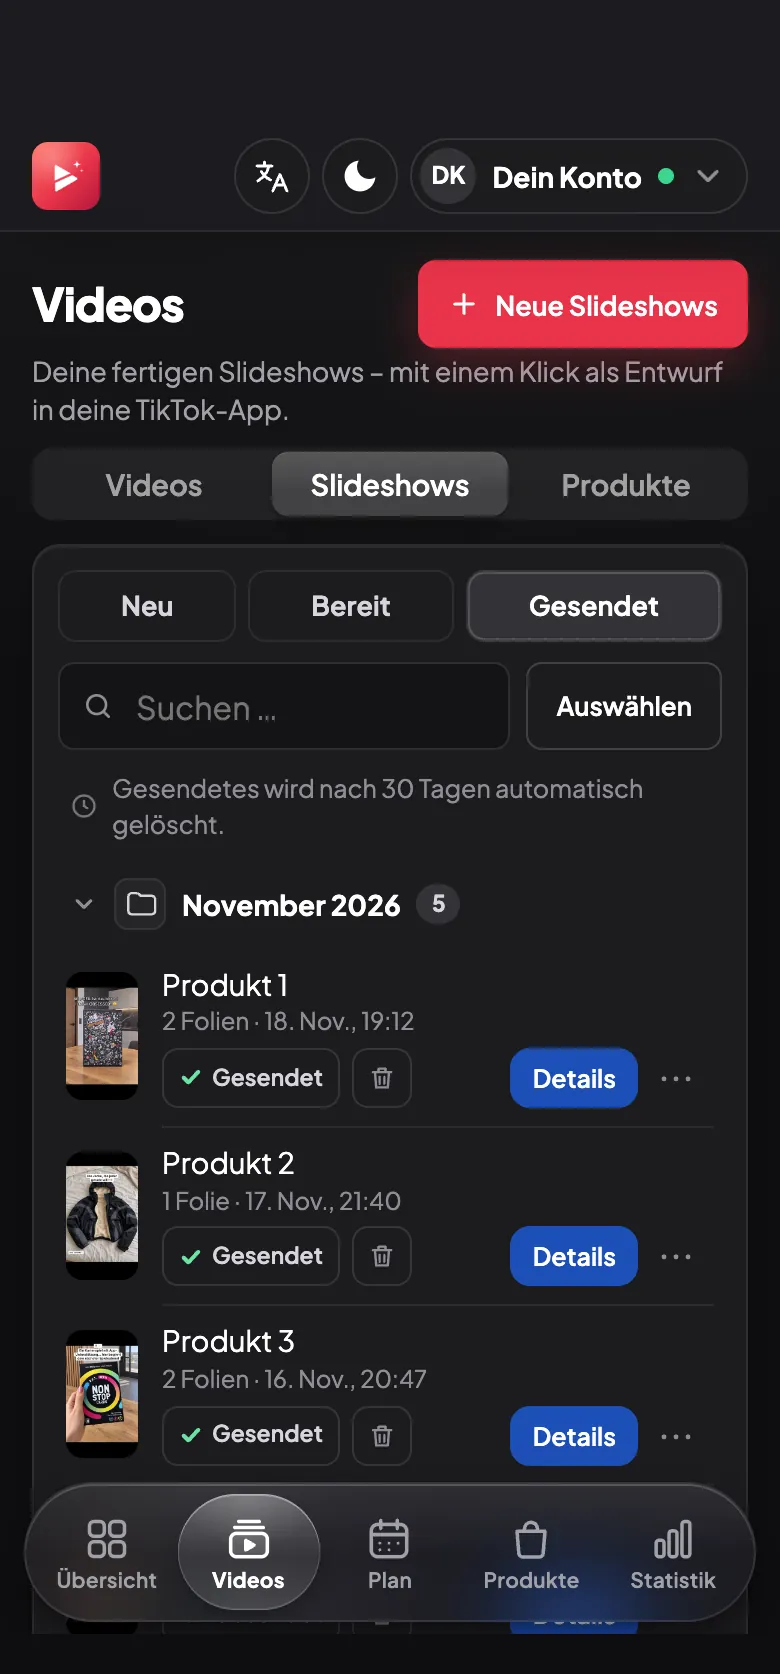 DK Dein Konto
Videos
+ Neue Slideshows
Deine fertigen Slideshows – mit einem Klick als Entwurf
in deine TikTok-App.
Videos Slideshows Produkte
Neu Bereit Gesendet
Suchen ... Auswählen
Gesendetes wird nach 30 Tagen automatisch
gelöscht.
November 2026 5
Produkt 1
2 Folien · 18. Nov., 19:12
Gesendet Details ...
Produkt 2
1 Folie · 17. Nov., 21:40
Gesendet Details ...
NON
STOP
Produkt 3
2 Folien · 16. Nov., 20:47
Gesendet Details ...
Übersicht Videos Plan Produkte Statistik